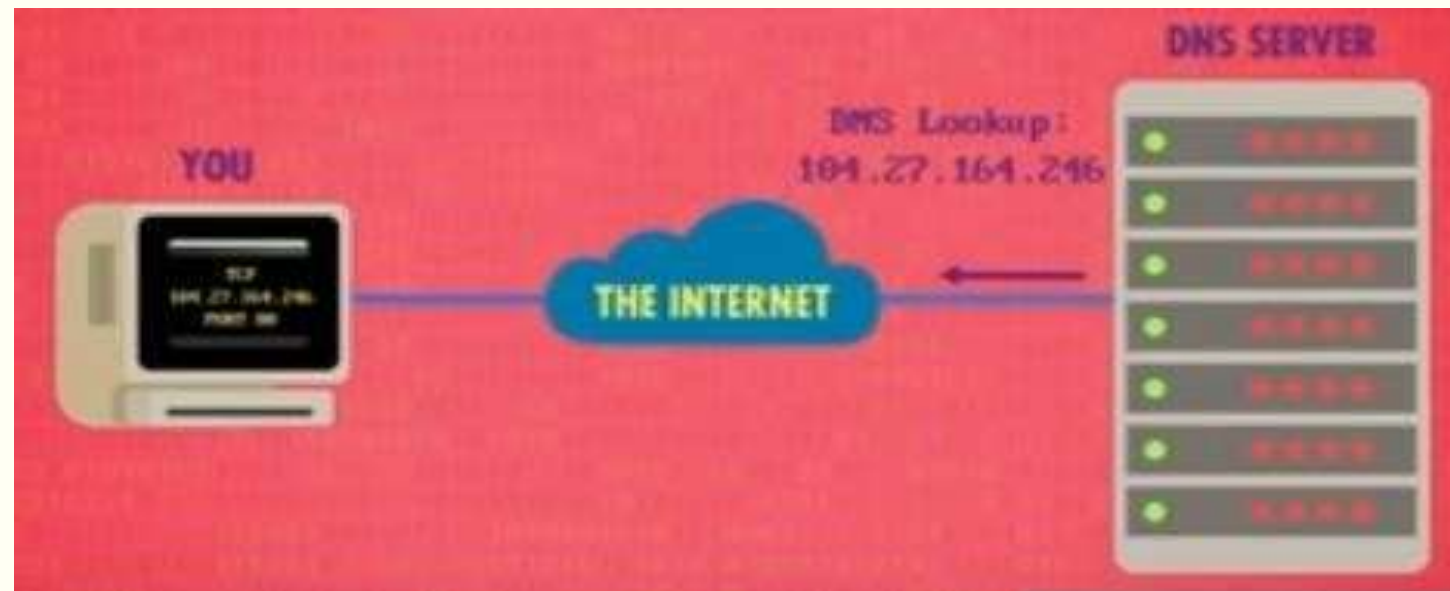 DNS SERVER
DNS Lookup:
104.27.164.246
YOU
TCP
104.27.164.246
PORT 80
THE INTERNET